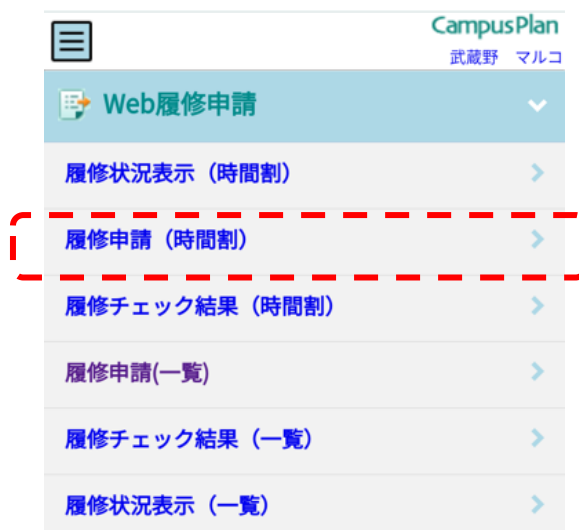 CampusPlan
武蔵野 マルコ
Web履修申請
履修状況表示（時間割）
履修申請（時間割）
履修チェック結果（時間割）
履修申請(一覧)
履修チェック結果（一覧）
履修状況表示（一覧）